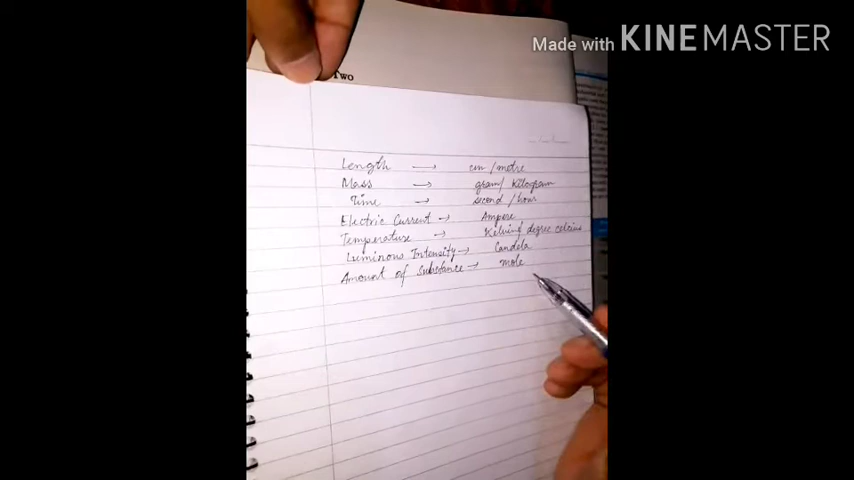 Made with KINEMASTER
Two
Length → cm/metre
Mass → gram/Kilogram
Time → second/hour
Electric Current → Ampere
Temperature → Kelvin/degree celcius
Luminous Intensity → Candela
Amount of substance → mole